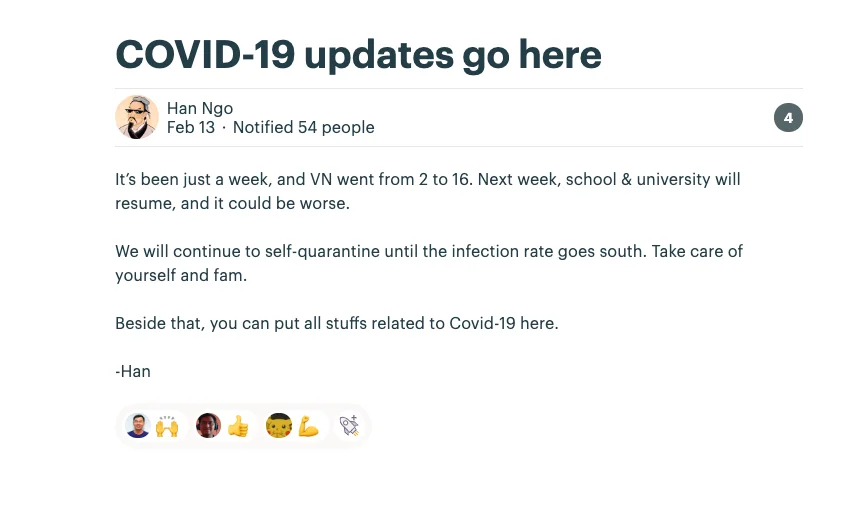 COVID-19 updates go here
Han Ngo
Feb 13 · Notified 54 people
4
It’s been just a week, and VN went from 2 to 16. Next week, school & university will
resume, and it could be worse.
We will continue to self-quarantine until the infection rate goes south. Take care of
yourself and fam.
Beside that, you can put all stuffs related to Covid-19 here.
-Han